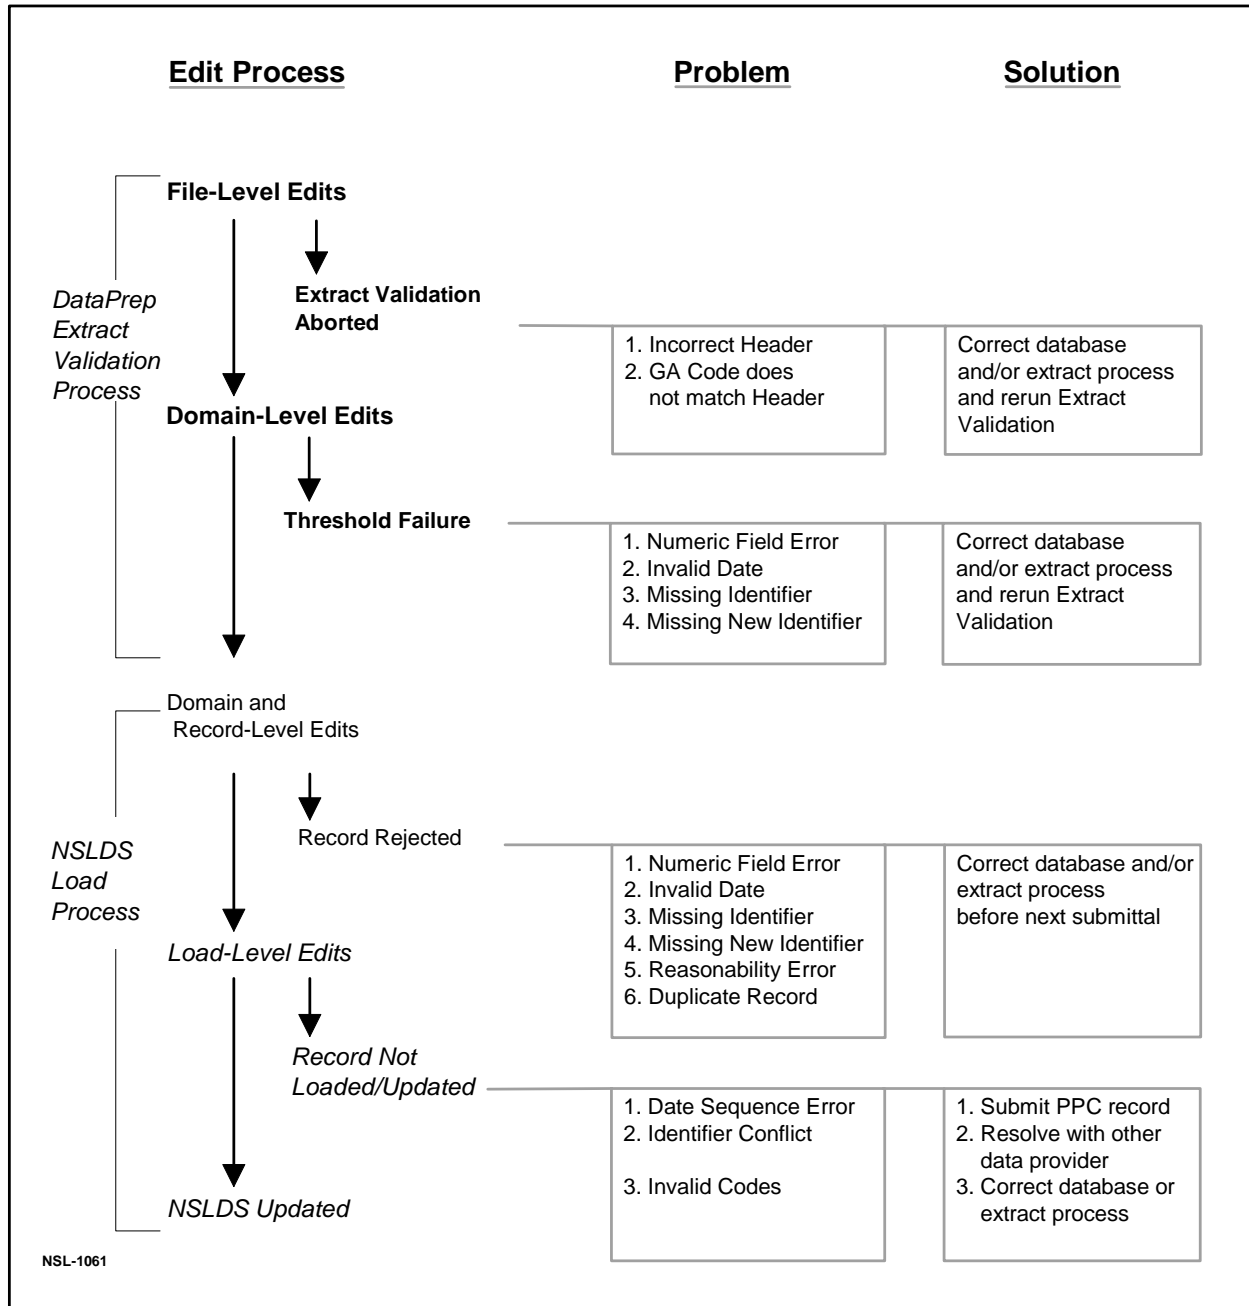 Edit Process
Problem
Solution
File-Level Edits
DataPrep
Extract
Validation
Process
Extract Validation
Aborted
1. Incorrect Header
2. GA Code does
not match Header
Correct database
and/or extract process
and rerun Extract
Validation
Domain-Level Edits
Threshold Failure
1. Numeric Field Error
2. Invalid Date
3. Missing Identifier
4. Missing New Identifier
Correct database
and/or extract process
and rerun Extract
Validation
Domain and
Record-Level Edits
NSLDS
Load
Process
Record Rejected
1. Numeric Field Error
2. Invalid Date
3. Missing Identifier
4. Missing New Identifier
5. Reasonability Error
6. Duplicate Record
Correct database and/or
extract process
before next submittal
Load-Level Edits
Record Not
Loaded/Updated
1. Date Sequence Error
2. Identifier Conflict
3. Invalid Codes
1. Submit PPC record
2. Resolve with other
data provider
3. Correct database or
extract process
NSLDS Updated
NSL-1061